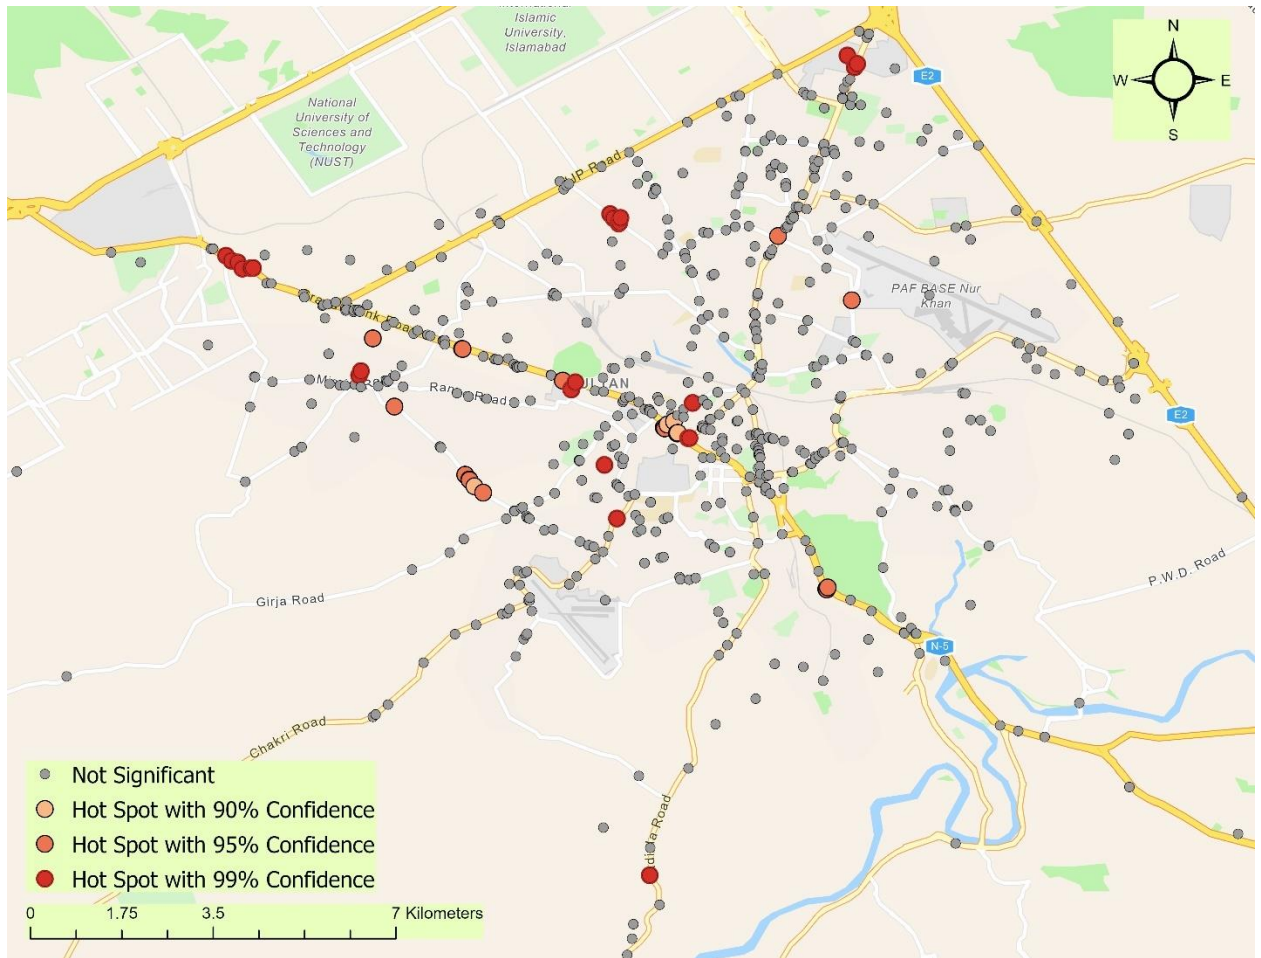 Islamic
University,
Islamabad
N
W
E
S
E2
National
University of
Sciences and
Technology
(NUST)
IJP Road
PAF BASE Nur
Khan
Road
Range Road
E2
P.W.D. Road
Girja Road
N-5
Chakri Road
Road
Not Significant
Hot Spot with 90% Confidence
Hot Spot with 95% Confidence
Hot Spot with 99% Confidence
0
1.75
3.5
7 Kilometers